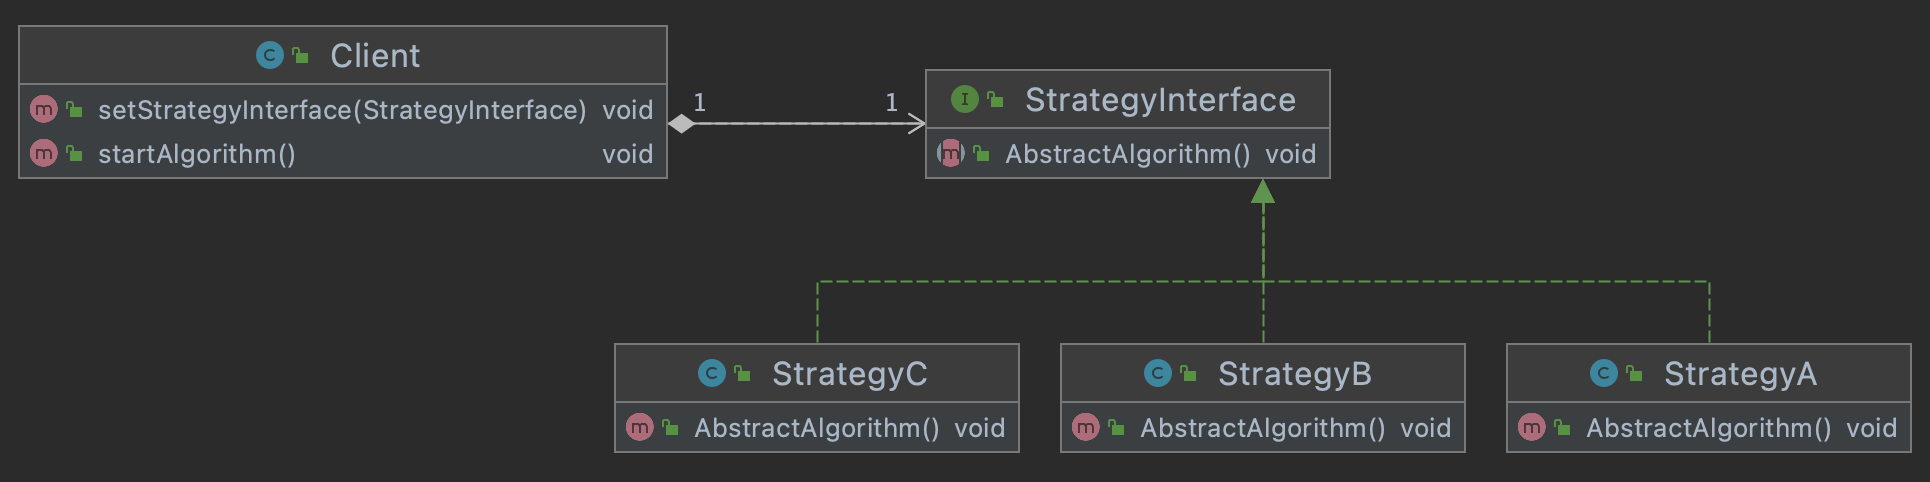 C Client
m setStrategyInterface(StrategyInterface) void
m startAlgorithm() void
1 1
I StrategyInterface
m AbstractAlgorithm() void
C StrategyC
m AbstractAlgorithm() void
C StrategyB
m AbstractAlgorithm() void
C StrategyA
m AbstractAlgorithm() void